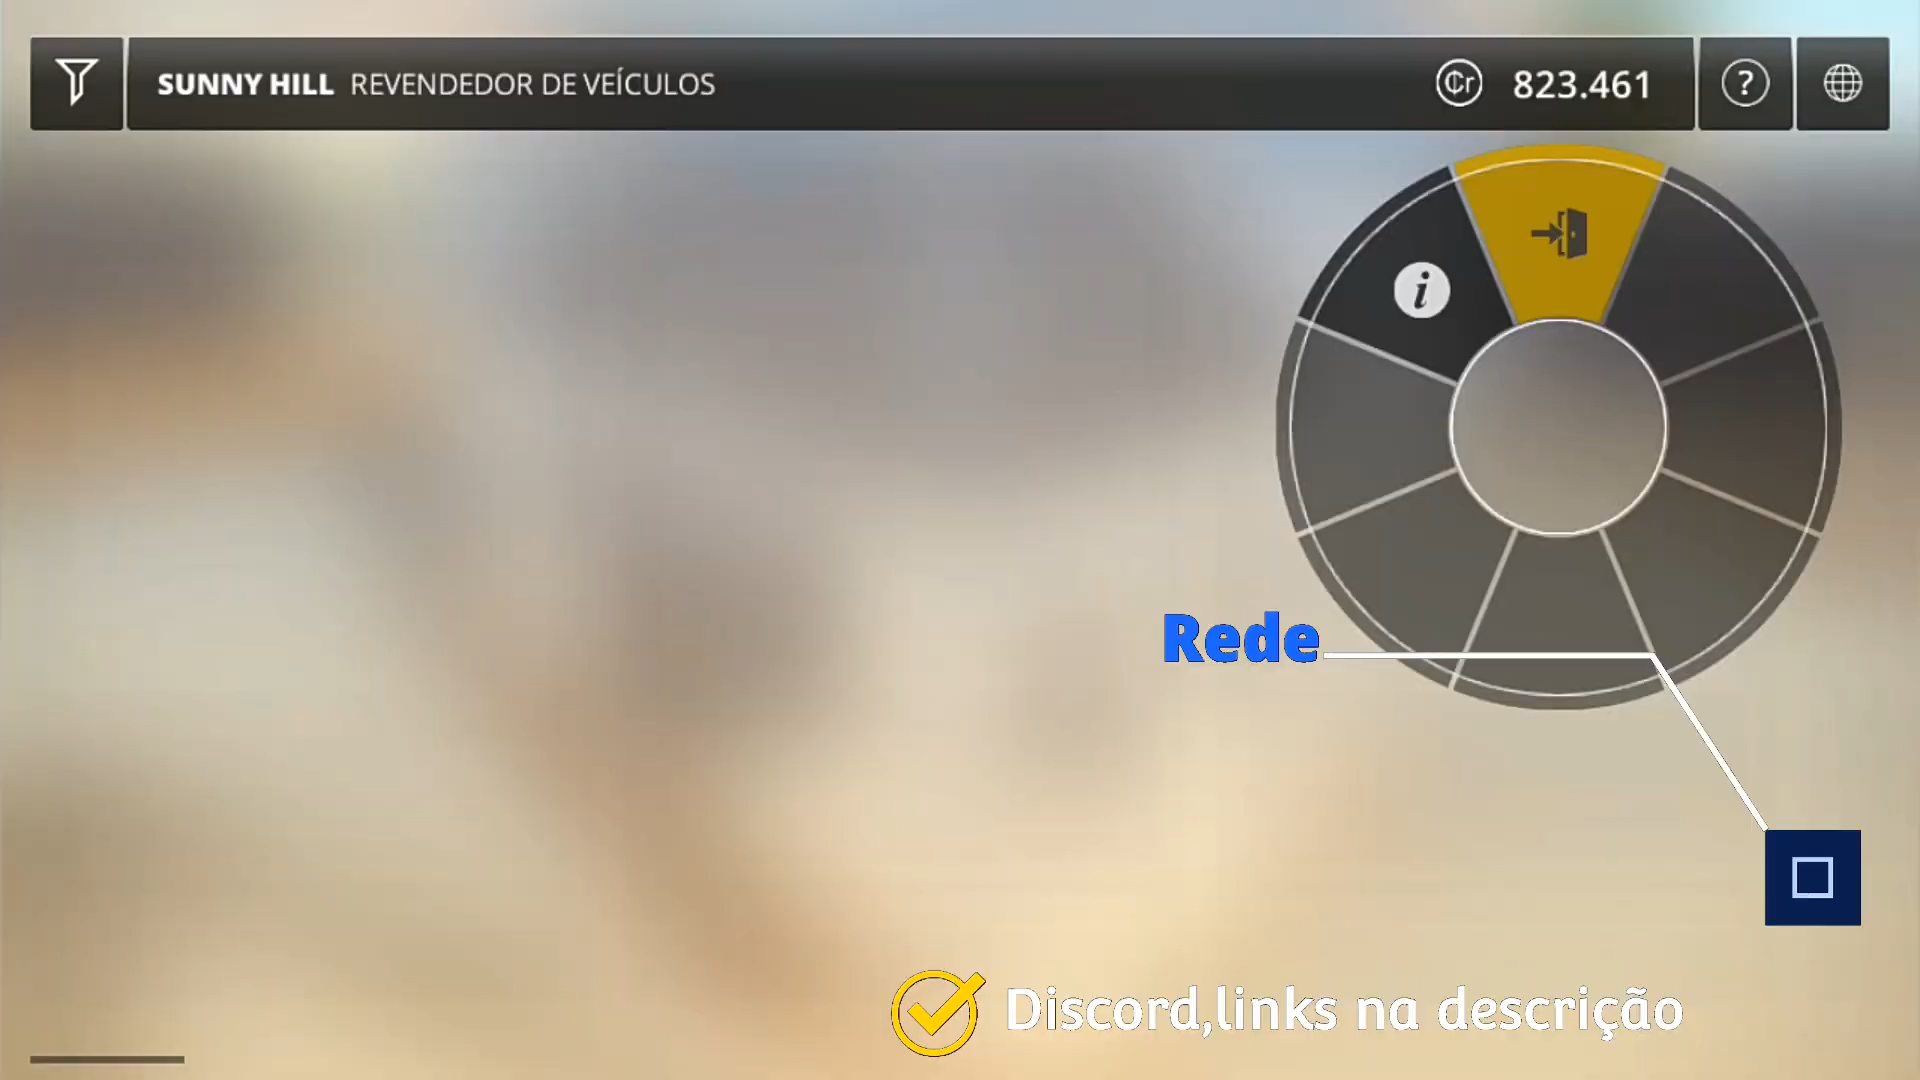 SUNNY HILL REVENDEDOR DE VEÍCULOS
₢r 823.461 ?
i
Rede
Discord,links na descrição